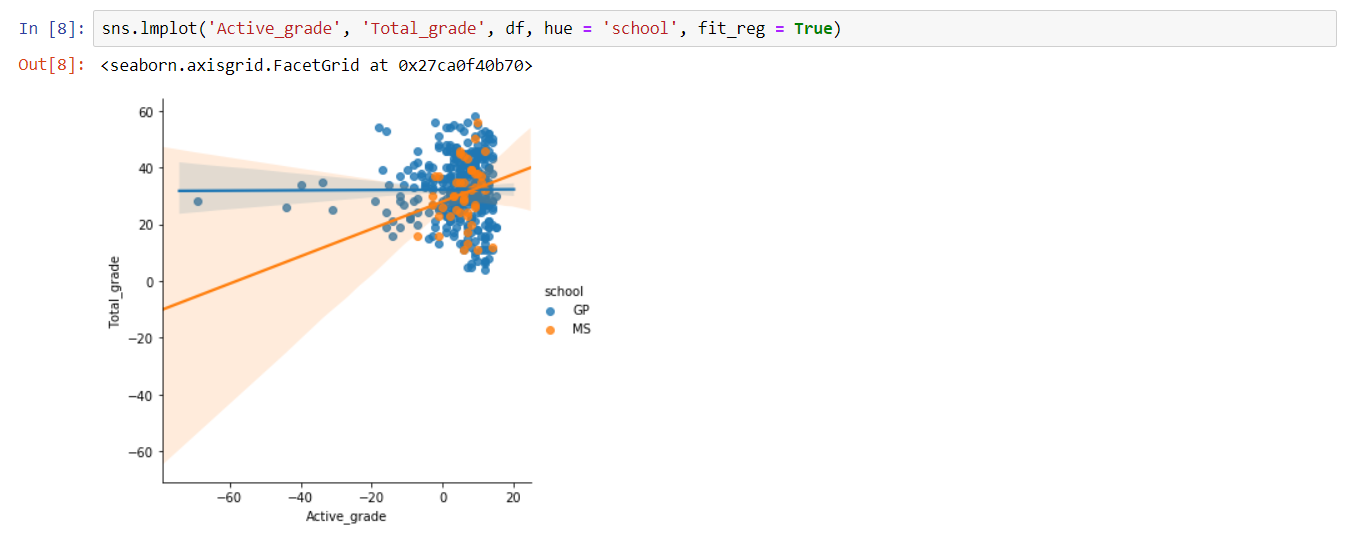 In [8]: sns.lmplot('Active_grade', 'Total_grade', df, hue = 'school', fit_reg = True)
Out[8]: <seaborn.axisgrid.FacetGrid at 0x27ca0f40b70>
60
40
20
0
−20
−40
−60
Total_grade
−60 −40 −20 0 20
Active_grade
school
GP
MS